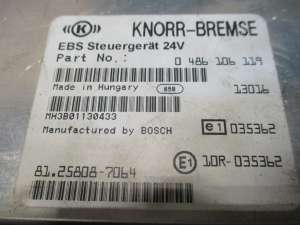 K KNORR-BREMSE
EBS Steuergerät 24V
Part No.: 0 486 106 119
Made in Hungary 050 13016
MH3B01130433
Manufactured by BOSCH e1 035362
81.25808-7064 E1 10R-035362